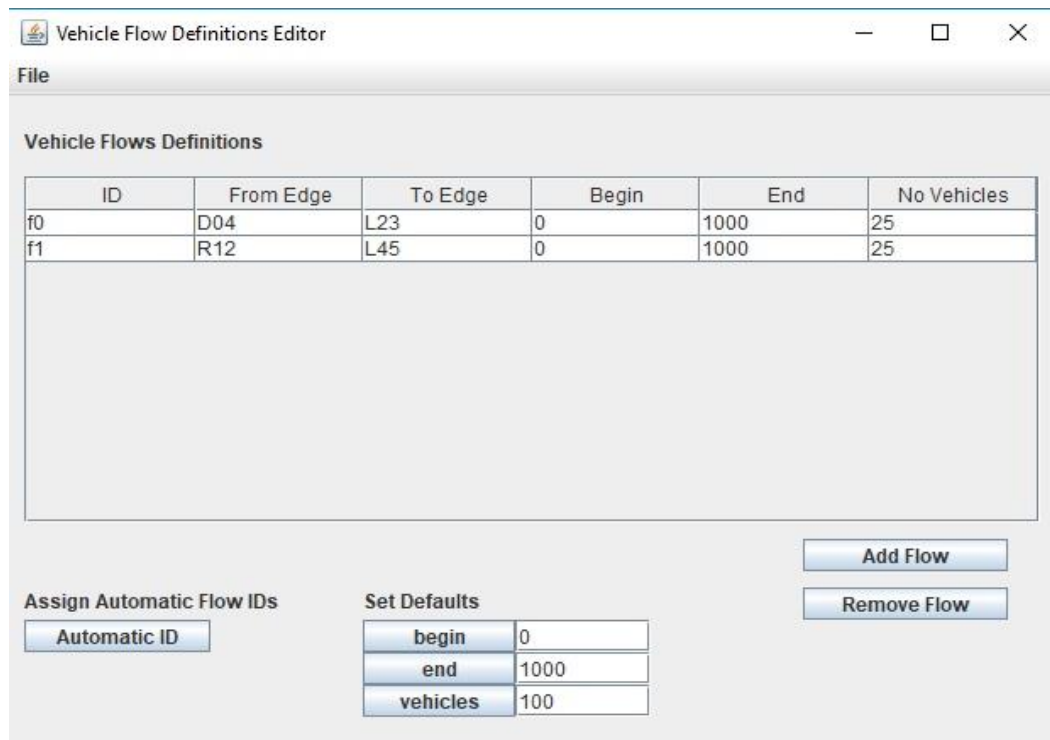 Vehicle Flow Definitions Editor
File
Vehicle Flows Definitions
ID From Edge To Edge Begin End No Vehicles
f0 D04 L23 0 1000 25
f1 R12 L45 0 1000 25
Add Flow
Assign Automatic Flow IDs Set Defaults Remove Flow
Automatic ID begin 0
end 1000
vehicles 100